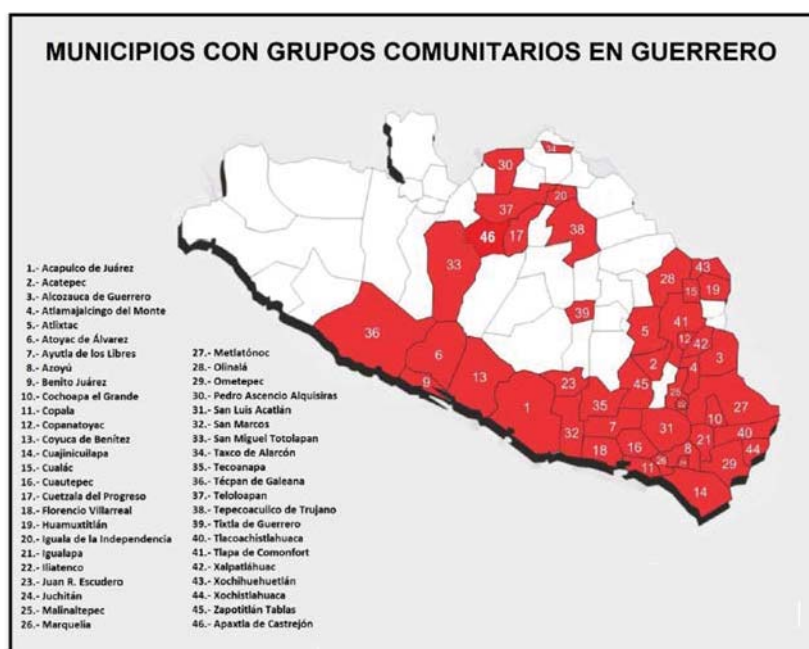 MUNICIPIOS CON GRUPOS COMUNITARIOS EN GUERRERO
34
30
20
37
46
17
38
33
28
43
15
19
39
36
5
41
12
42
6
2
4
3
9
13
23
45
27
1
35
10
32
7
31
40
18
16
8
21
44
11
26
29
14
1.- Acapulco de Juárez
2.- Acatepec
3.- Alcozauca de Guerrero
4.- Atlamajalcingo del Monte
5.- Atlixtac
6.- Atoyac de Álvarez
7.- Ayutla de los Libres
8.- Azoyú
9.- Benito Juárez
10.- Cochoapa el Grande
11.- Copala
12.- Copanatoyac
13.- Coyuca de Benítez
14.- Cuajinicuilapa
15.- Cualác
16.- Cuautepec
17.- Cuetzala del Progreso
18.- Florencio Villarreal
19.- Huamuxtitlán
20.- Iguala de la Independencia
21.- Igualapa
22.- Iliatenco
23.- Juan R. Escudero
24.- Juchitán
25.- Malinaltepec
26.- Marquelia
27.- Metlatónoc
28.- Olinalá
29.- Ometepec
30.- Pedro Ascencio Alquisiras
31.- San Luis Acatlán
32.- San Marcos
33.- San Miguel Totolapan
34.- Taxco de Alarcón
35.- Tecoanapa
36.- Técpan de Galeana
37.- Teloloapan
38.- Tepecoacuilco de Trujano
39.- Tixtla de Guerrero
40.- Tlacoachistlahuaca
41.- Tlapa de Comonfort
42.- Xalpatláhuac
43.- Xochihuehuetlán
44.- Xochistlahuaca
45.- Zapotitlán Tablas
46.- Apaxtla de Castrejón